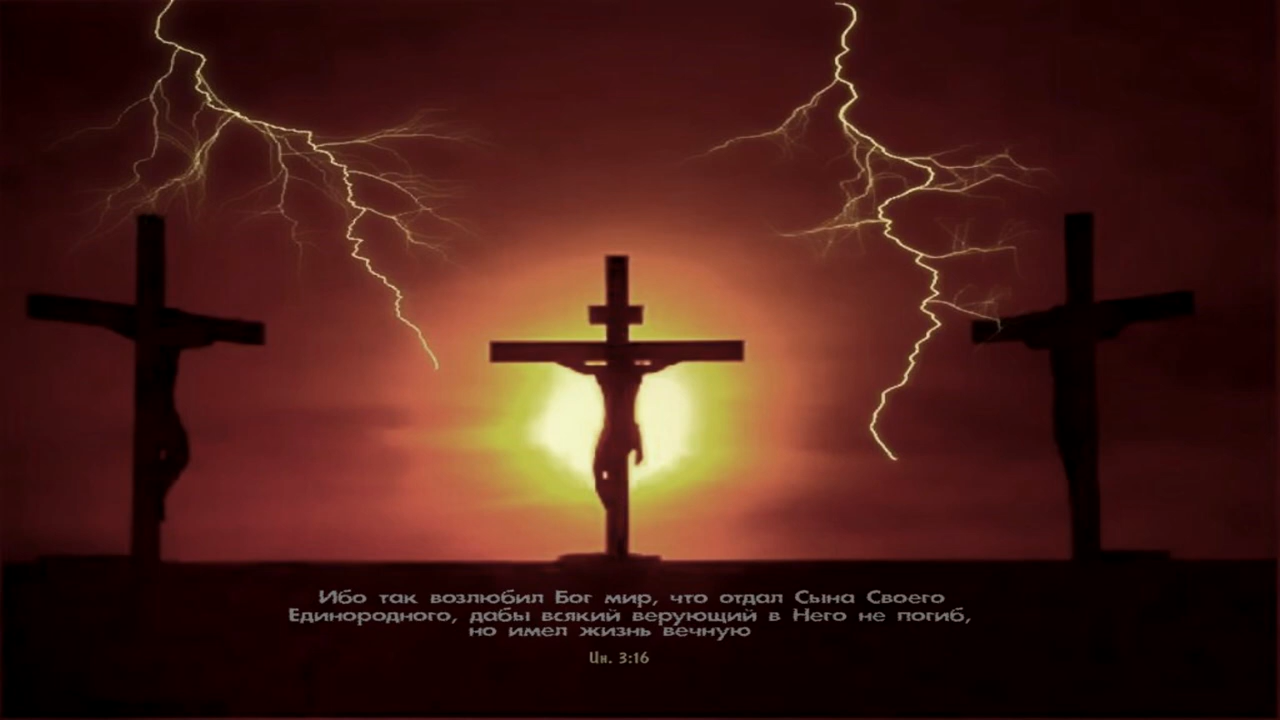 Ибо так возлюбил Бог мир, что отдал Сына Своего
Единородного, дабы всякий верующий в Него не погиб,
но имел жизнь вечную
Ин. 3:16